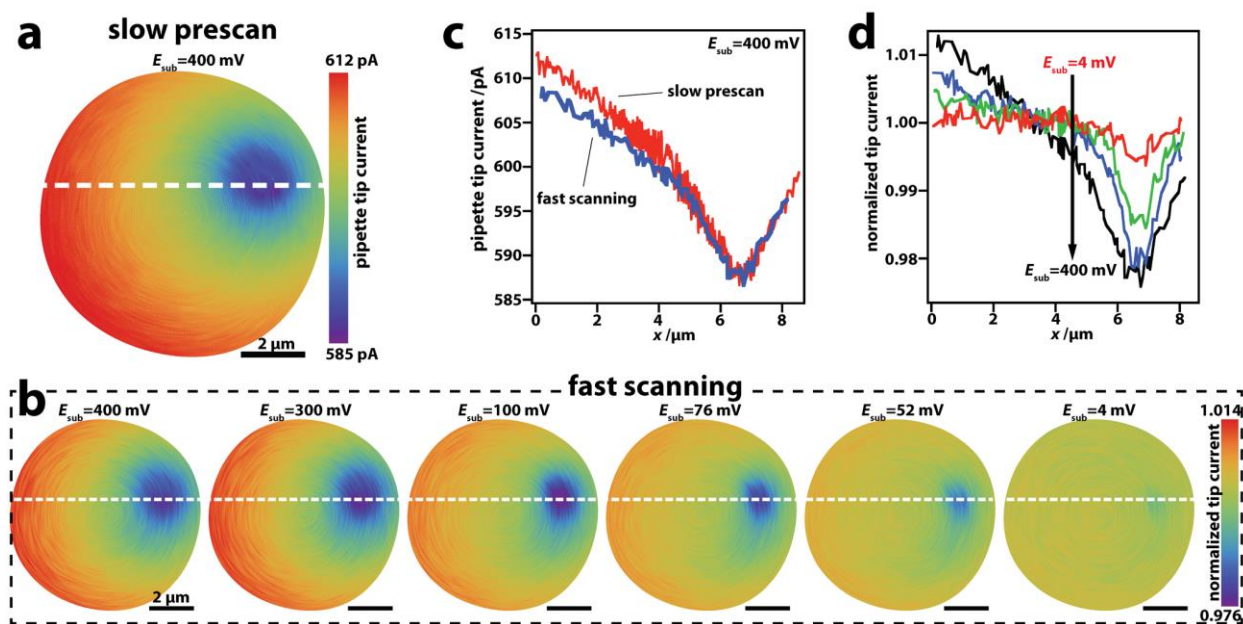 a
slow prescan
E_sub=400 mV
612 pA
pipette tip current
585 pA
2 µm
c
E_sub=400 mV
pipette tip current /pA
615
610
605
600
595
590
585
slow prescan
fast scanning
0
2
4
6
8
x /µm
d
normalized tip current
1.01
1.00
0.99
0.98
E_sub=4 mV
E_sub=400 mV
0
2
4
6
8
x /µm
b
fast scanning
E_sub=400 mV
E_sub=300 mV
E_sub=100 mV
E_sub=76 mV
E_sub=52 mV
E_sub=4 mV
1.014
normalized tip current
0.976
2 µm